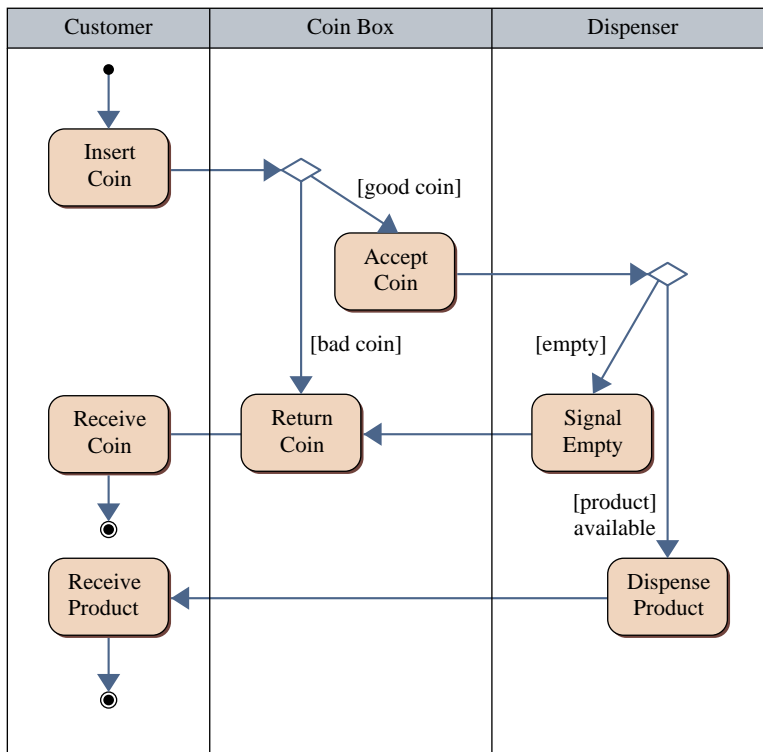 Customer
Coin Box
Dispenser
Insert
Coin
[good coin]
Accept
Coin
[bad coin]
[empty]
Receive
Coin
Return
Coin
Signal
Empty
[product]
available
Receive
Product
Dispense
Product